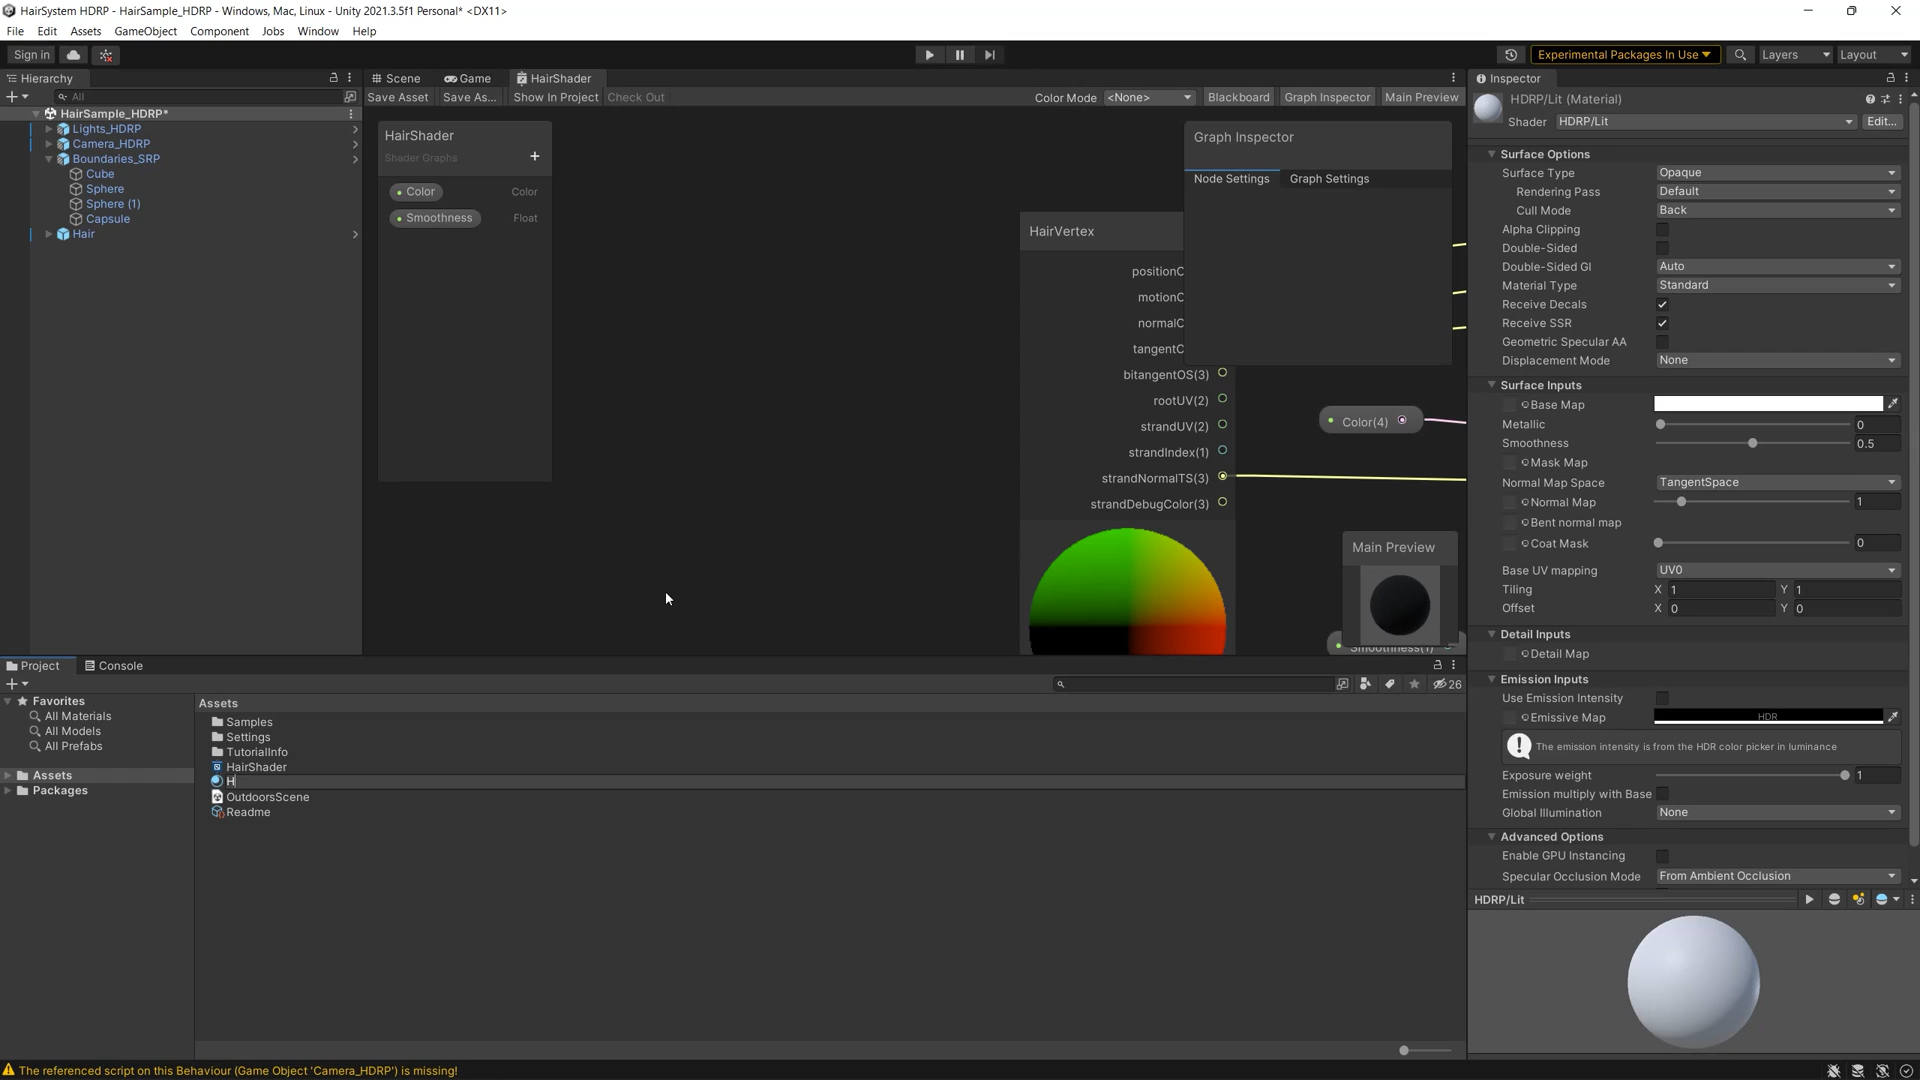 HairSystem HDRP - HairSample_HDRP - Windows, Mac, Linux - Unity 2021.3.5f1 Personal* <DX11>
File Edit Assets GameObject Component Jobs Window Help
Sign in
Experimental Packages In Use
Layers
Layout
Hierarchy
All
HairSample_HDRP*
Lights_HDRP
Camera_HDRP
Boundaries_SRP
Cube
Sphere
Sphere (1)
Capsule
Hair
Scene Game HairShader
Save Asset Save As... Show In Project Check Out
Color Mode <None> Blackboard Graph Inspector Main Preview
HairShader
Shader Graphs
Color Color
Smoothness Float
HairVertex
positionC
motionC
normalC
tangentC
bitangentOS(3)
rootUV(2)
strandUV(2)
strandIndex(1)
strandNormalTS(3)
strandDebugColor(3)
Graph Inspector
Node Settings Graph Settings
Color(4)
Main Preview
Smoothness(1)
Project Console
26
Favorites
All Materials
All Models
All Prefabs
Assets
Packages
Assets
Samples
Settings
TutorialInfo
HairShader
H
OutdoorsScene
Readme
Inspector
HDRP/Lit (Material)
Shader HDRP/Lit Edit...
Surface Options
Surface Type Opaque
Rendering Pass Default
Cull Mode Back
Alpha Clipping
Double-Sided
Double-Sided GI Auto
Material Type Standard
Receive Decals
Receive SSR
Geometric Specular AA
Displacement Mode None
Surface Inputs
Base Map
Metallic 0
Smoothness 0.5
Mask Map
Normal Map Space TangentSpace
Normal Map 1
Bent normal map
Coat Mask 0
Base UV mapping UV0
Tiling X 1 Y 1
Offset X 0 Y 0
Detail Inputs
Detail Map
Emission Inputs
Use Emission Intensity
Emissive Map HDR
The emission intensity is from the HDR color picker in luminance
Exposure weight 1
Emission multiply with Base
Global Illumination None
Advanced Options
Enable GPU Instancing
Specular Occlusion Mode From Ambient Occlusion
HDRP/Lit
The referenced script on this Behaviour (Game Object 'Camera_HDRP') is missing!